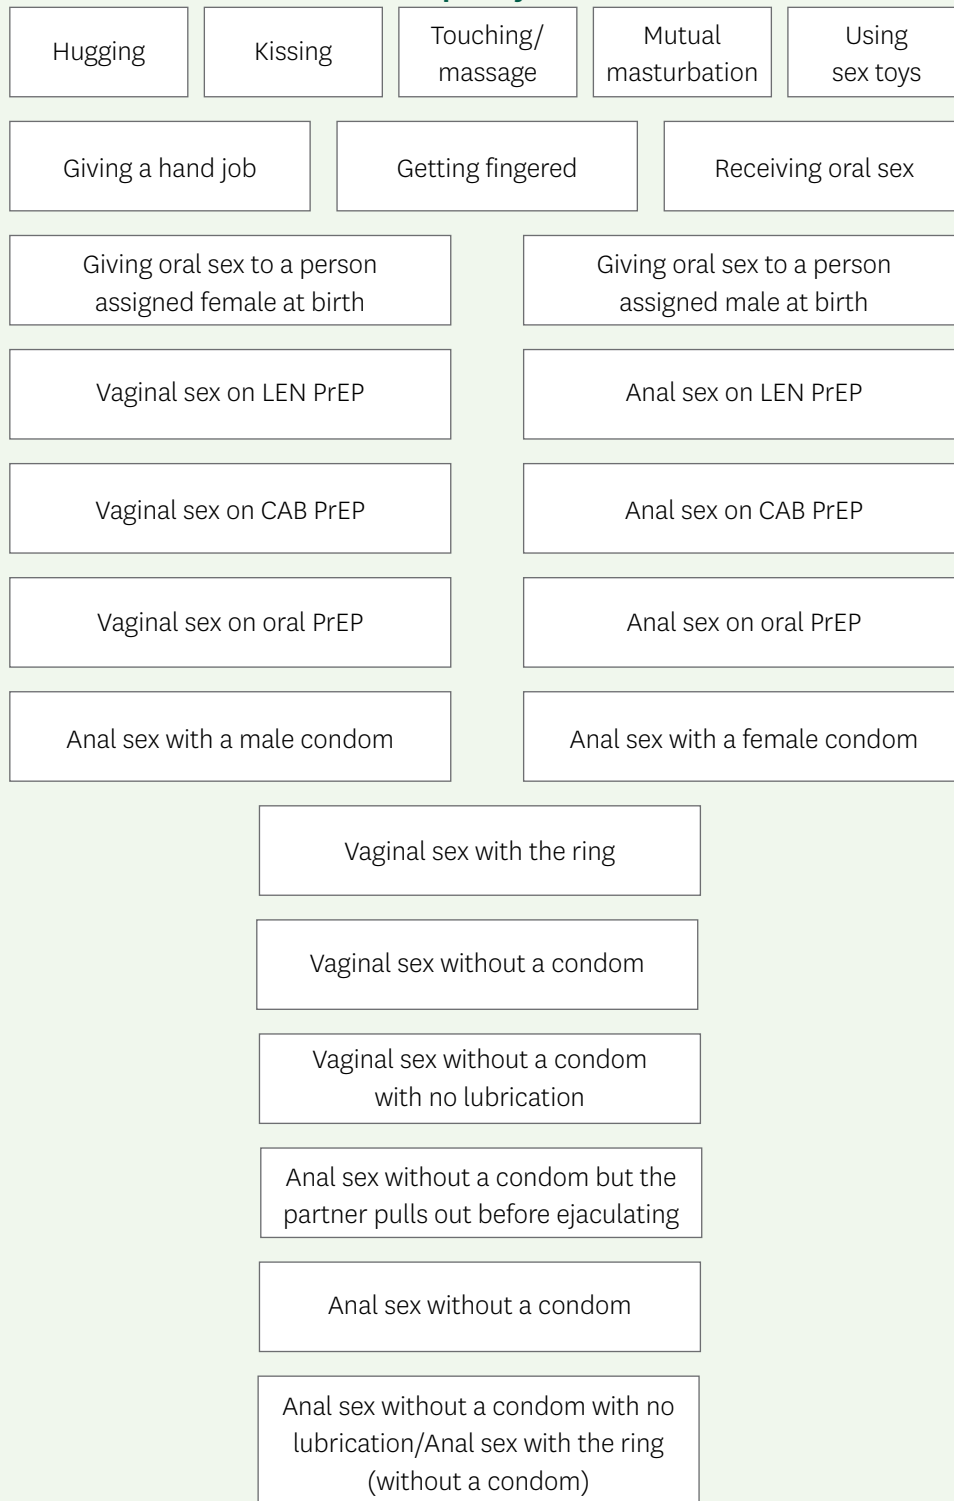 Hugging
Kissing
Touching/
massage
Mutual
masturbation
Using
sex toys
Giving a hand job
Getting fingered
Receiving oral sex
Giving oral sex to a person
assigned female at birth
Giving oral sex to a person
assigned male at birth
Vaginal sex on LEN PrEP
Anal sex on LEN PrEP
Vaginal sex on CAB PrEP
Anal sex on CAB PrEP
Vaginal sex on oral PrEP
Anal sex on oral PrEP
Anal sex with a male condom
Anal sex with a female condom
Vaginal sex with the ring
Vaginal sex without a condom
Vaginal sex without a condom
with no lubrication
Anal sex without a condom but the
partner pulls out before ejaculating
Anal sex without a condom
Anal sex without a condom with no
lubrication/Anal sex with the ring
(without a condom)